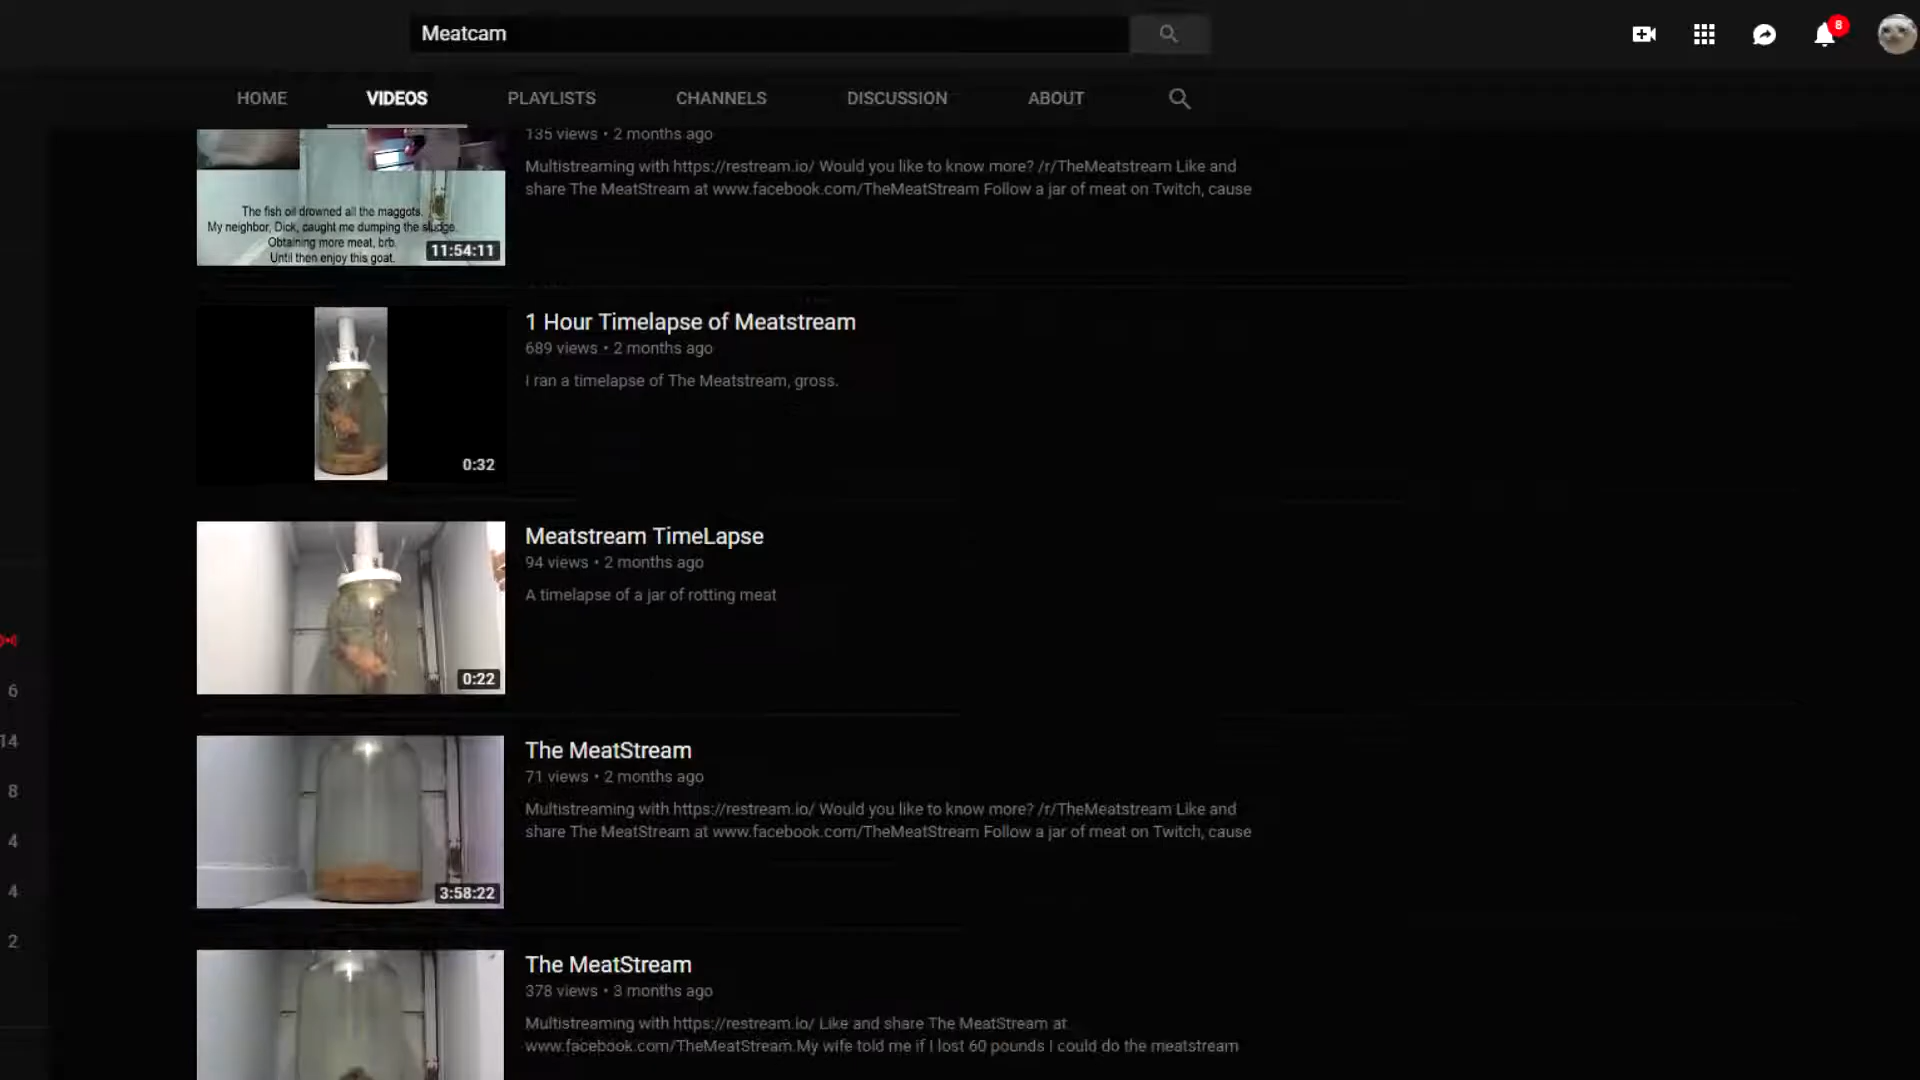 Meatcam
8
HOME VIDEOS PLAYLISTS CHANNELS DISCUSSION ABOUT
135 views • 2 months ago
Multistreaming with https://restream.io/ Would you like to know more? /r/TheMeatstream Like and
share The MeatStream at www.facebook.com/TheMeatStream Follow a jar of meat on Twitch, cause
The fish oil drowned all the maggots.
My neighbor, Dick, caught me dumping the sludge.
Obtaining more meat, brb.
Until then enjoy this goat.
11:54:11
1 Hour Timelapse of Meatstream
689 views • 2 months ago
I ran a timelapse of The Meatstream, gross.
0:32
Meatstream TimeLapse
94 views • 2 months ago
A timelapse of a jar of rotting meat
0:22
6
14
8
4
4
2
The MeatStream
71 views • 2 months ago
Multistreaming with https://restream.io/ Would you like to know more? /r/TheMeatstream Like and
share The MeatStream at www.facebook.com/TheMeatStream Follow a jar of meat on Twitch, cause
3:58:22
The MeatStream
378 views • 3 months ago
Multistreaming with https://restream.io/ Like and share The MeatStream at
www.facebook.com/TheMeatStream My wife told me if I lost 60 pounds I could do the meatstream